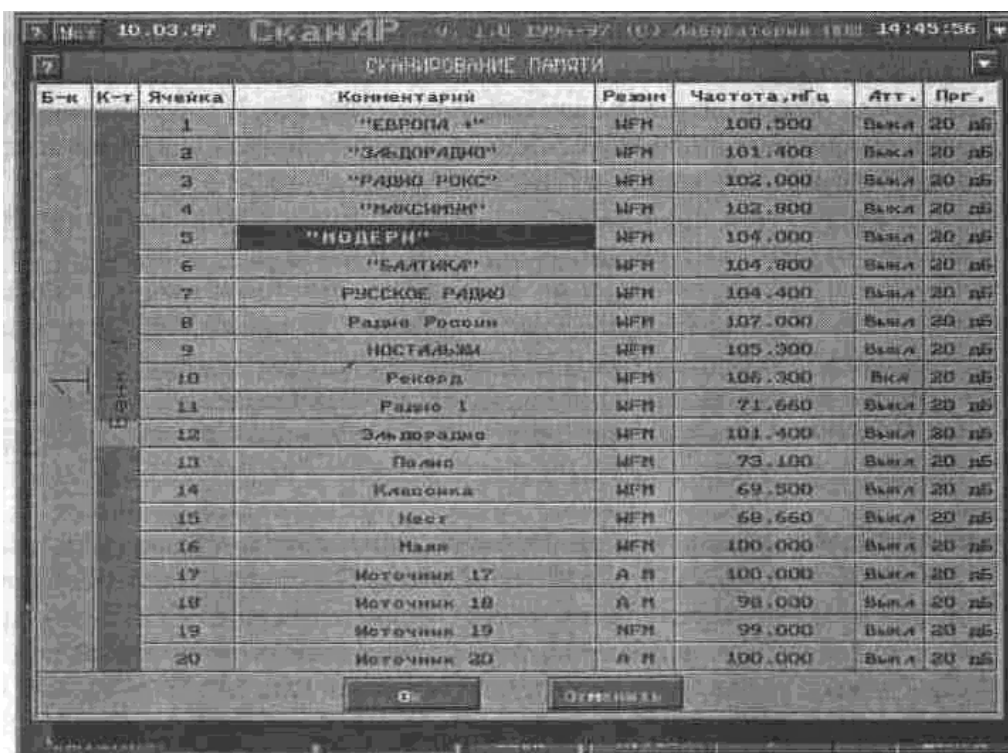 10.03.97 СканАР 14:45:56
СКАНИРОВАНИЕ ПАМЯТИ
Б-к К-т Ячейка Комментарий Режим Частота,мГц Атт. Прг.
1 "ЕВРОПА +" WFM 100.500 Выкл 20 дБ
2 "ЭЛЬДОРАДИО" WFM 101.400 Выкл 20 дБ
3 "РАДИО РОКС" WFM 102.000 Выкл 20 дБ
4 "МАКСИМУМ" WFM 102.800 Выкл 20 дБ
5 "МОДЕРН" WFM 104.000 Выкл 20 дБ
6 "БАЛТИКА" WFM 104.800 Выкл 20 дБ
7 РУССКОЕ РАДИО WFM 104.400 Выкл 20 дБ
8 Радио России WFM 107.000 Выкл 20 дБ
9 НОСТАЛЬЖИ WFM 105.300 Выкл 20 дБ
1 Банк 10 Рекорд WFM 106.300 Вкл 20 дБ
11 Радио 1 WFM 71.660 Выкл 20 дБ
12 Эльдорадио WFM 101.400 Выкл 20 дБ
13 WFM 73.100 Выкл 20 дБ
14 Классика WFM 69.500 Выкл 20 дБ
15 WFM 68.660 Выкл 20 дБ
16 Маяк WFM 100.000 Выкл 20 дБ
17 Источник 17 А М 100.000 Выкл 20 дБ
18 Источник 18 А М 98.000 Выкл 20 дБ
19 Источник 19 NFM 99.000 Выкл 20 дБ
20 Источник 20 А М 100.000 Выкл 20 дБ
Ок Отменить